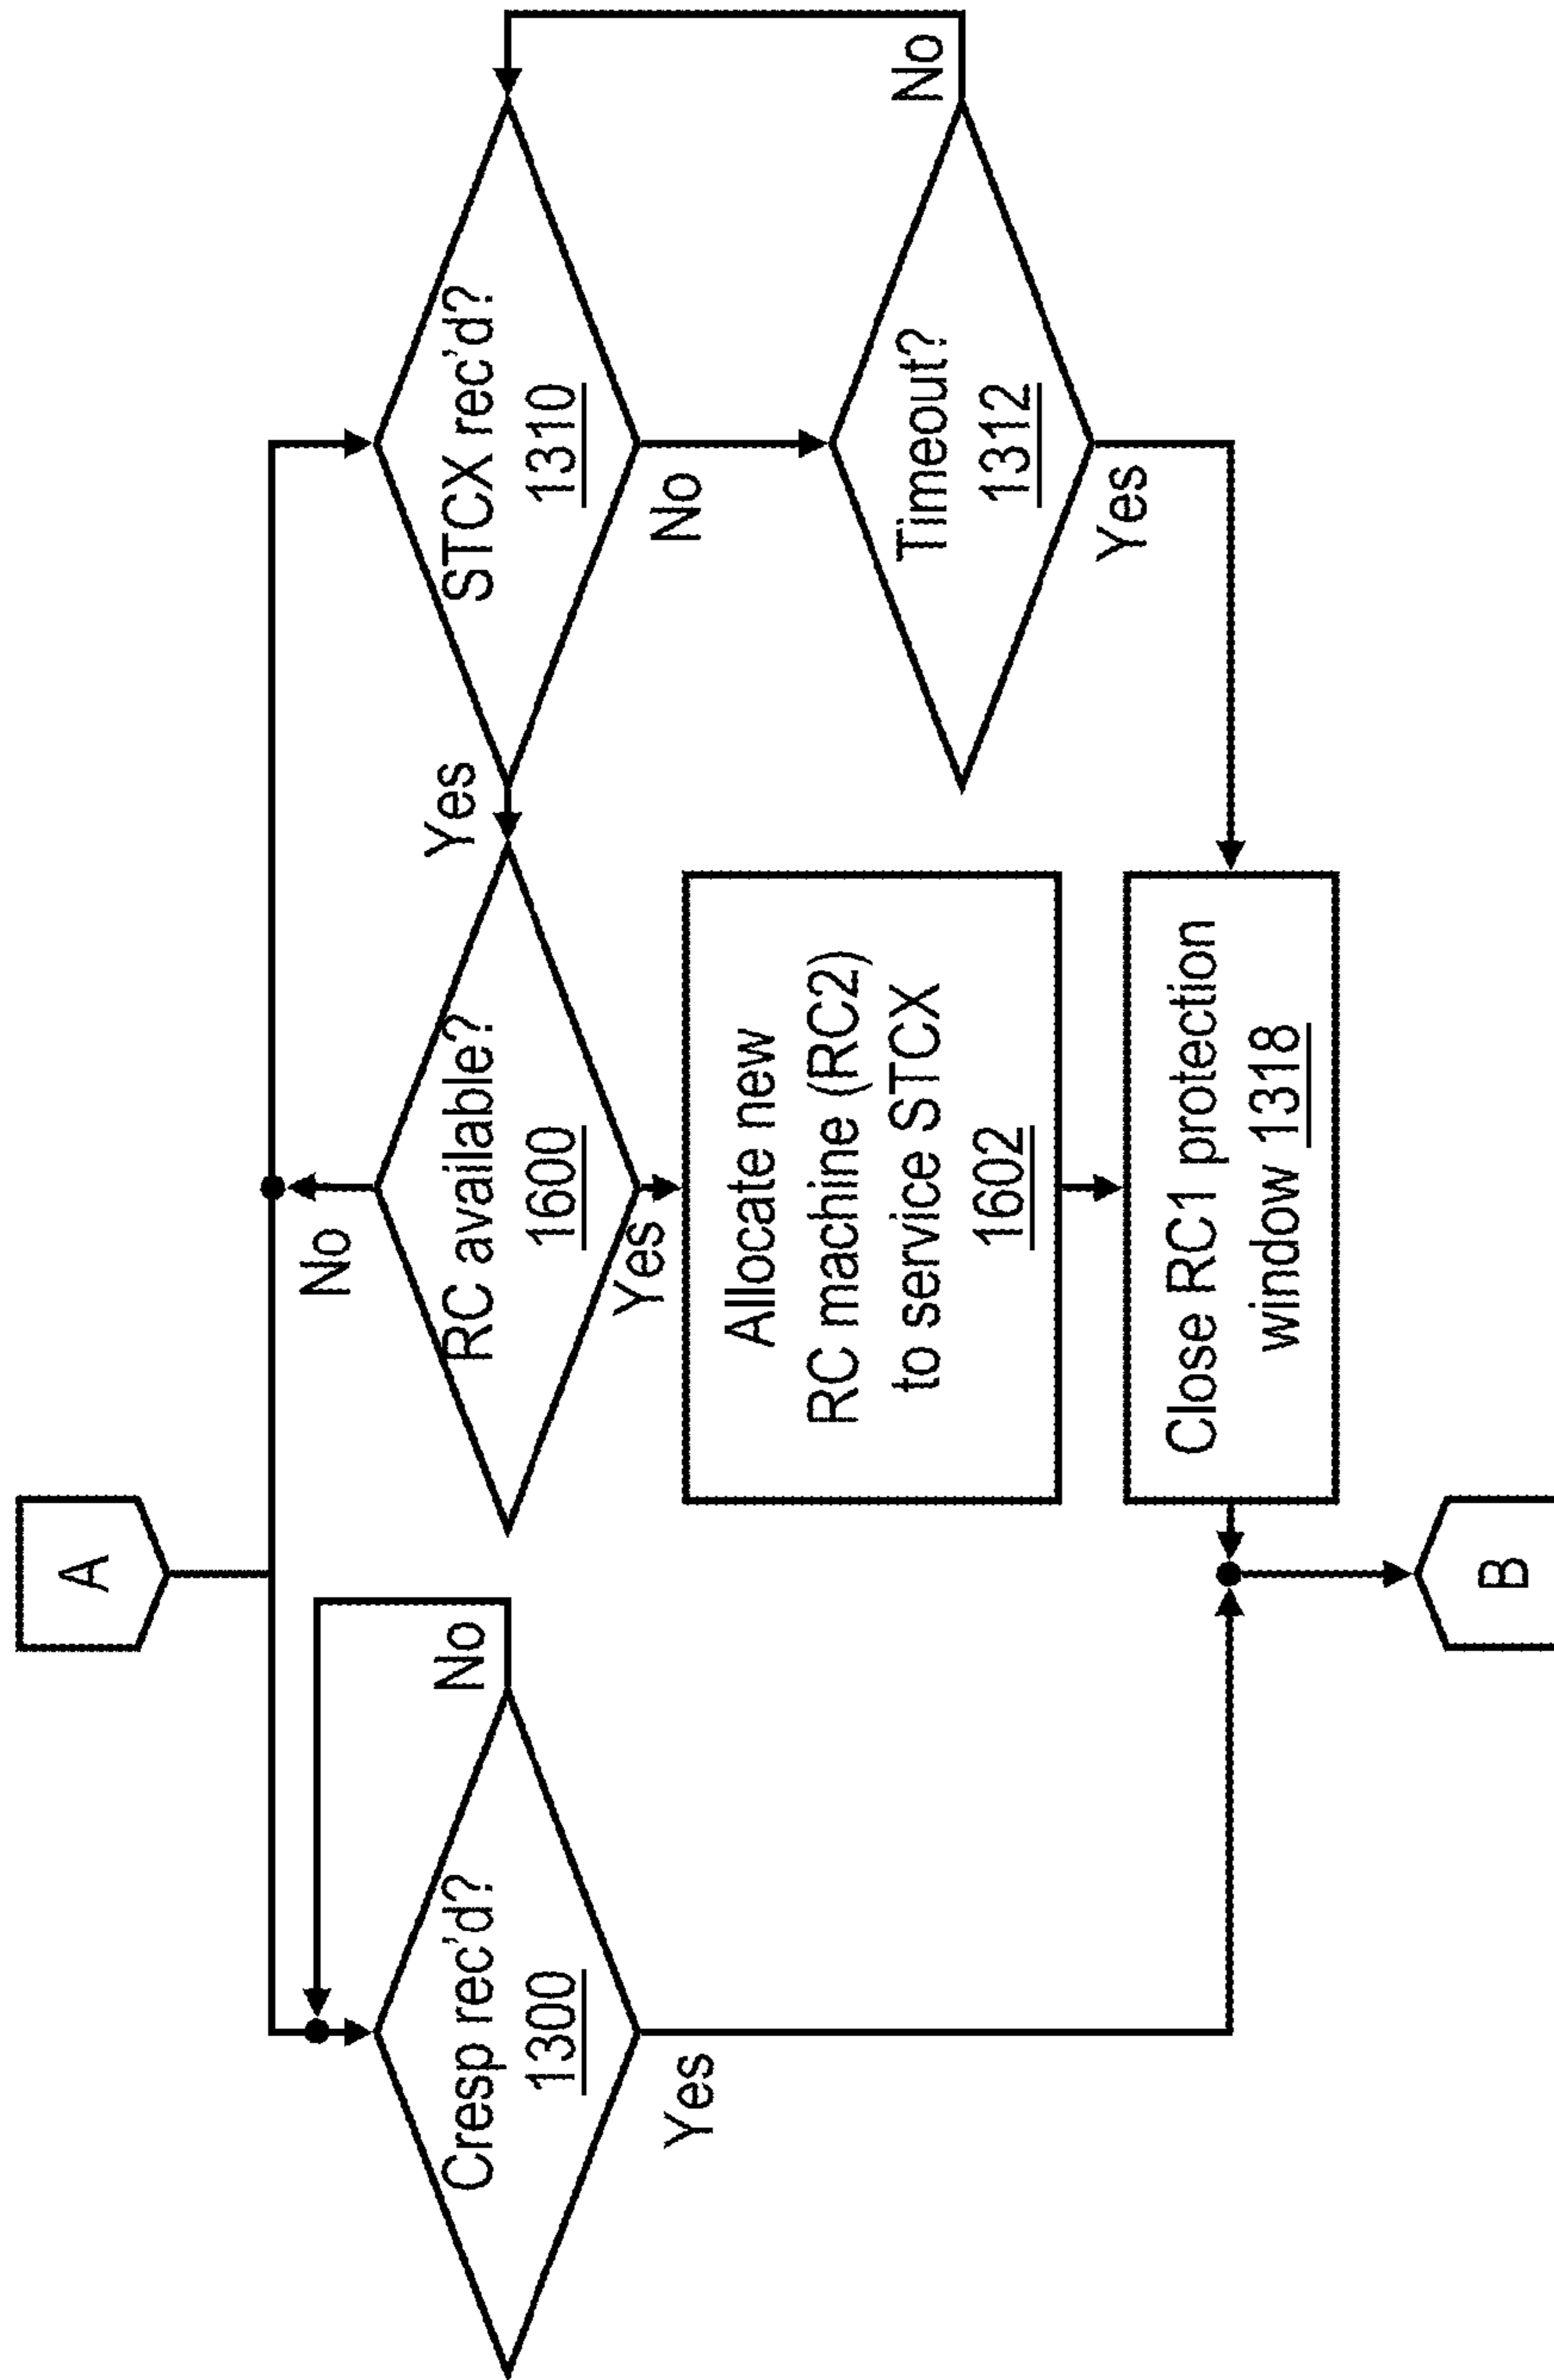 A
Cresp rec'd?
1300
No
Yes
No
RC available?
1600
Yes
Yes
STCX rec'd?
1310
No
No
Timeout?
1312
Yes
Allocate new
RC machine (RC2)
to service STCX
1602
Close RC1 protection
window 1318
B